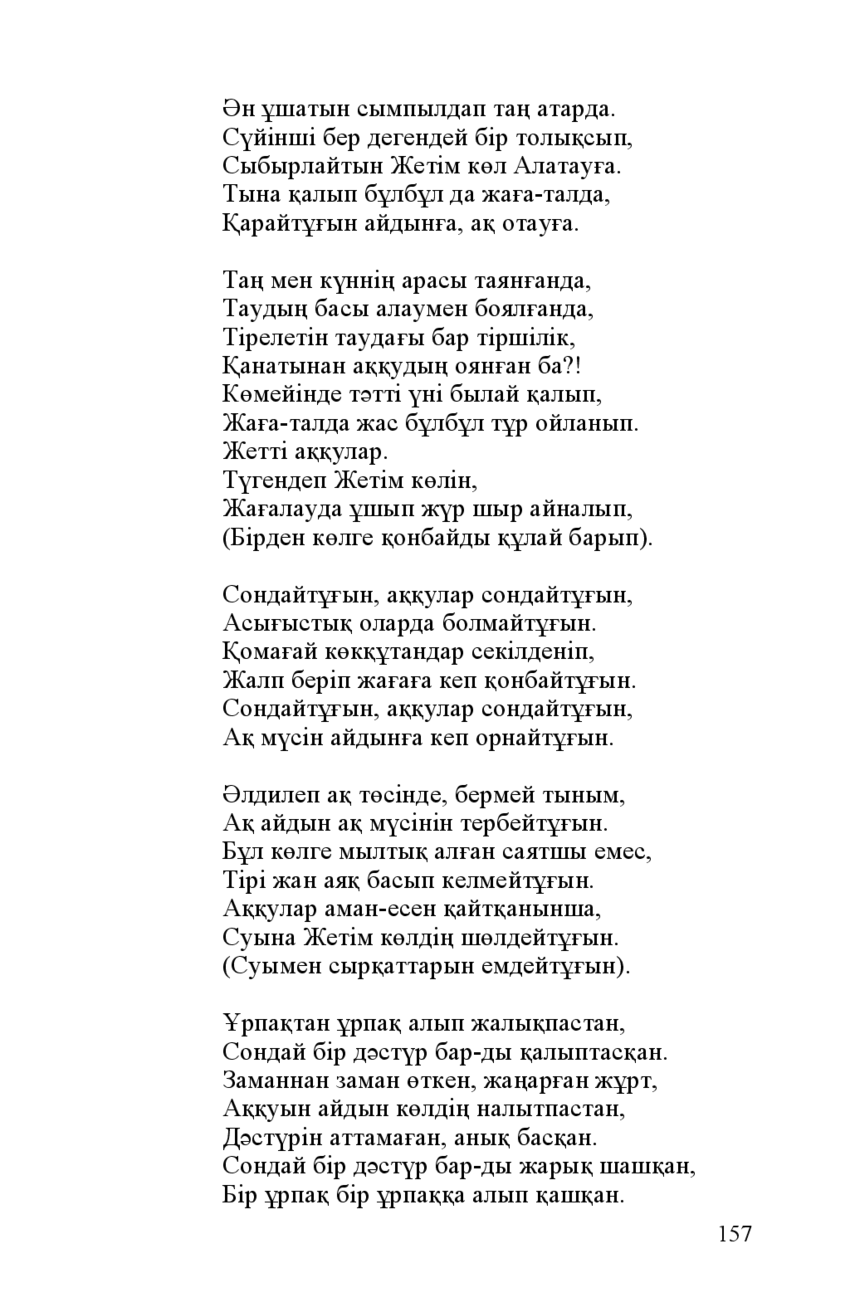 Ән ұшатын сымпылдап таң атарда.
Сүйінші бер дегендей бір толықсып,
Сыбырлайтын Жетім көл Алатауға.
Тына қалып бұлбұл да жаға-талда,
Қарайтұғын айдынға, ақ отауға.

Таң мен күннің арасы таянғанда,
Таудың басы алаумен боялғанда,
Тірелетін таудағы бар тіршілік,
Қанатынан аққудың оянған ба?!
Көмейінде тәтті үні былай қалып,
Жаға-талда жас бұлбұл тұр ойланып.
Жетті аққулар.
Түгендеп Жетім көлін,
Жағалауда ұшып жүр шыр айналып,
(Бірден көлге қонбайды құлай барып).

Сондайтұғын, аққулар сондайтұғын,
Асығыстық оларда болмайтұғын.
Қомағай көкқұтандар секілденіп,
Жалп беріп жағаға кеп қонбайтұғын.
Сондайтұғын, аққулар сондайтұғын,
Ақ мүсін айдынға кеп орнайтұғын.

Әлдилеп ақ төсінде, бермей тыным,
Ақ айдын ақ мүсінін тербейтұғын.
Бұл көлге мылтық алған саятшы емес,
Тірі жан аяқ басып келмейтұғын.
Аққулар аман-есен қайтқанынша,
Суына Жетім көлдің шөлдейтұғын.
(Суымен сырқаттарын емдейтұғын).

Ұрпақтан ұрпақ алып жалықпастан,
Сондай бір дәстүр бар-ды қалыптасқан.
Заманнан заман өткен, жаңарған жұрт,
Аққуын айдын көлдің налытпастан,
Дәстүрін аттамаған, анық басқан.
Сондай бір дәстүр бар-ды жарық шашқан,
Бір ұрпақ бір ұрпаққа алып қашқан.
157